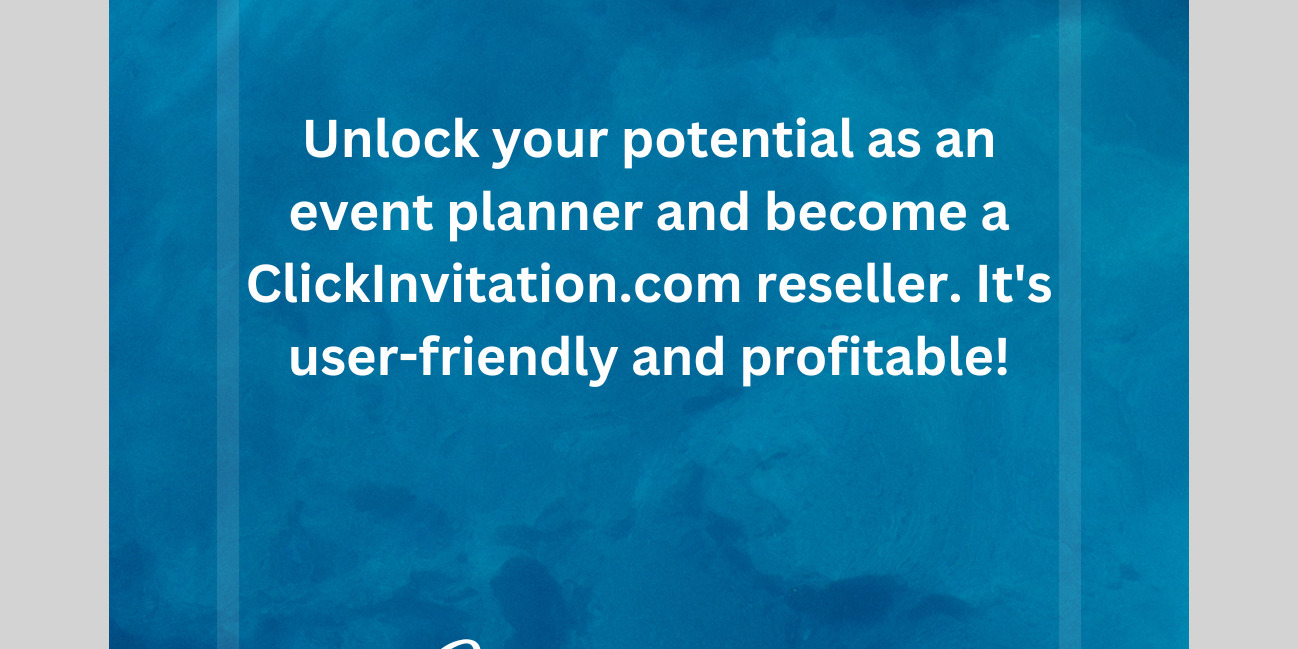 Unlock your potential as an
event planner and become a
ClickInvitation.com reseller. It's
user-friendly and profitable!